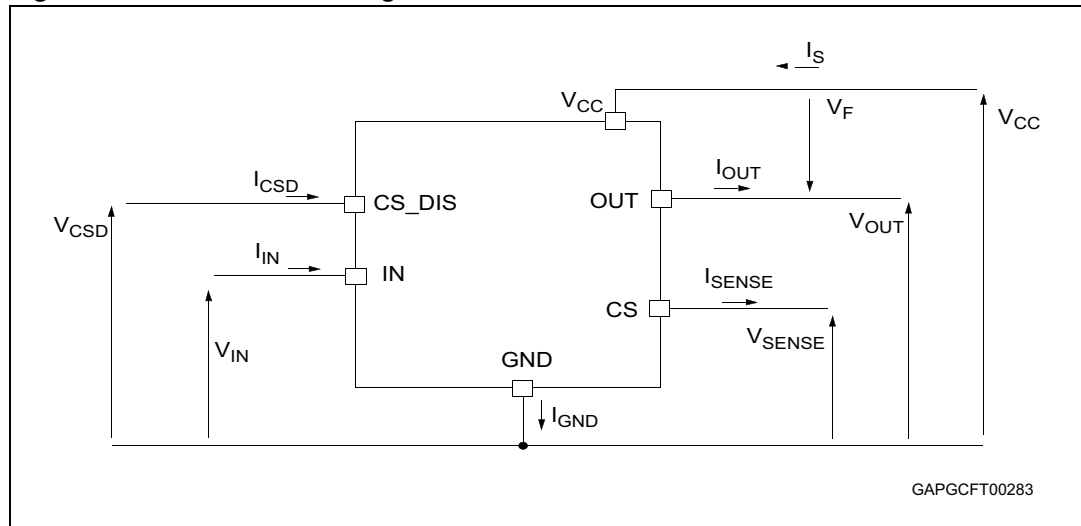 I_S
V_CC
V_F
V_CC
I_CSD
CS_DIS
OUT
I_OUT
V_CSD
V_OUT
I_IN
IN
I_SENSE
CS
V_IN
V_SENSE
GND
I_GND
GAPGCFT00283